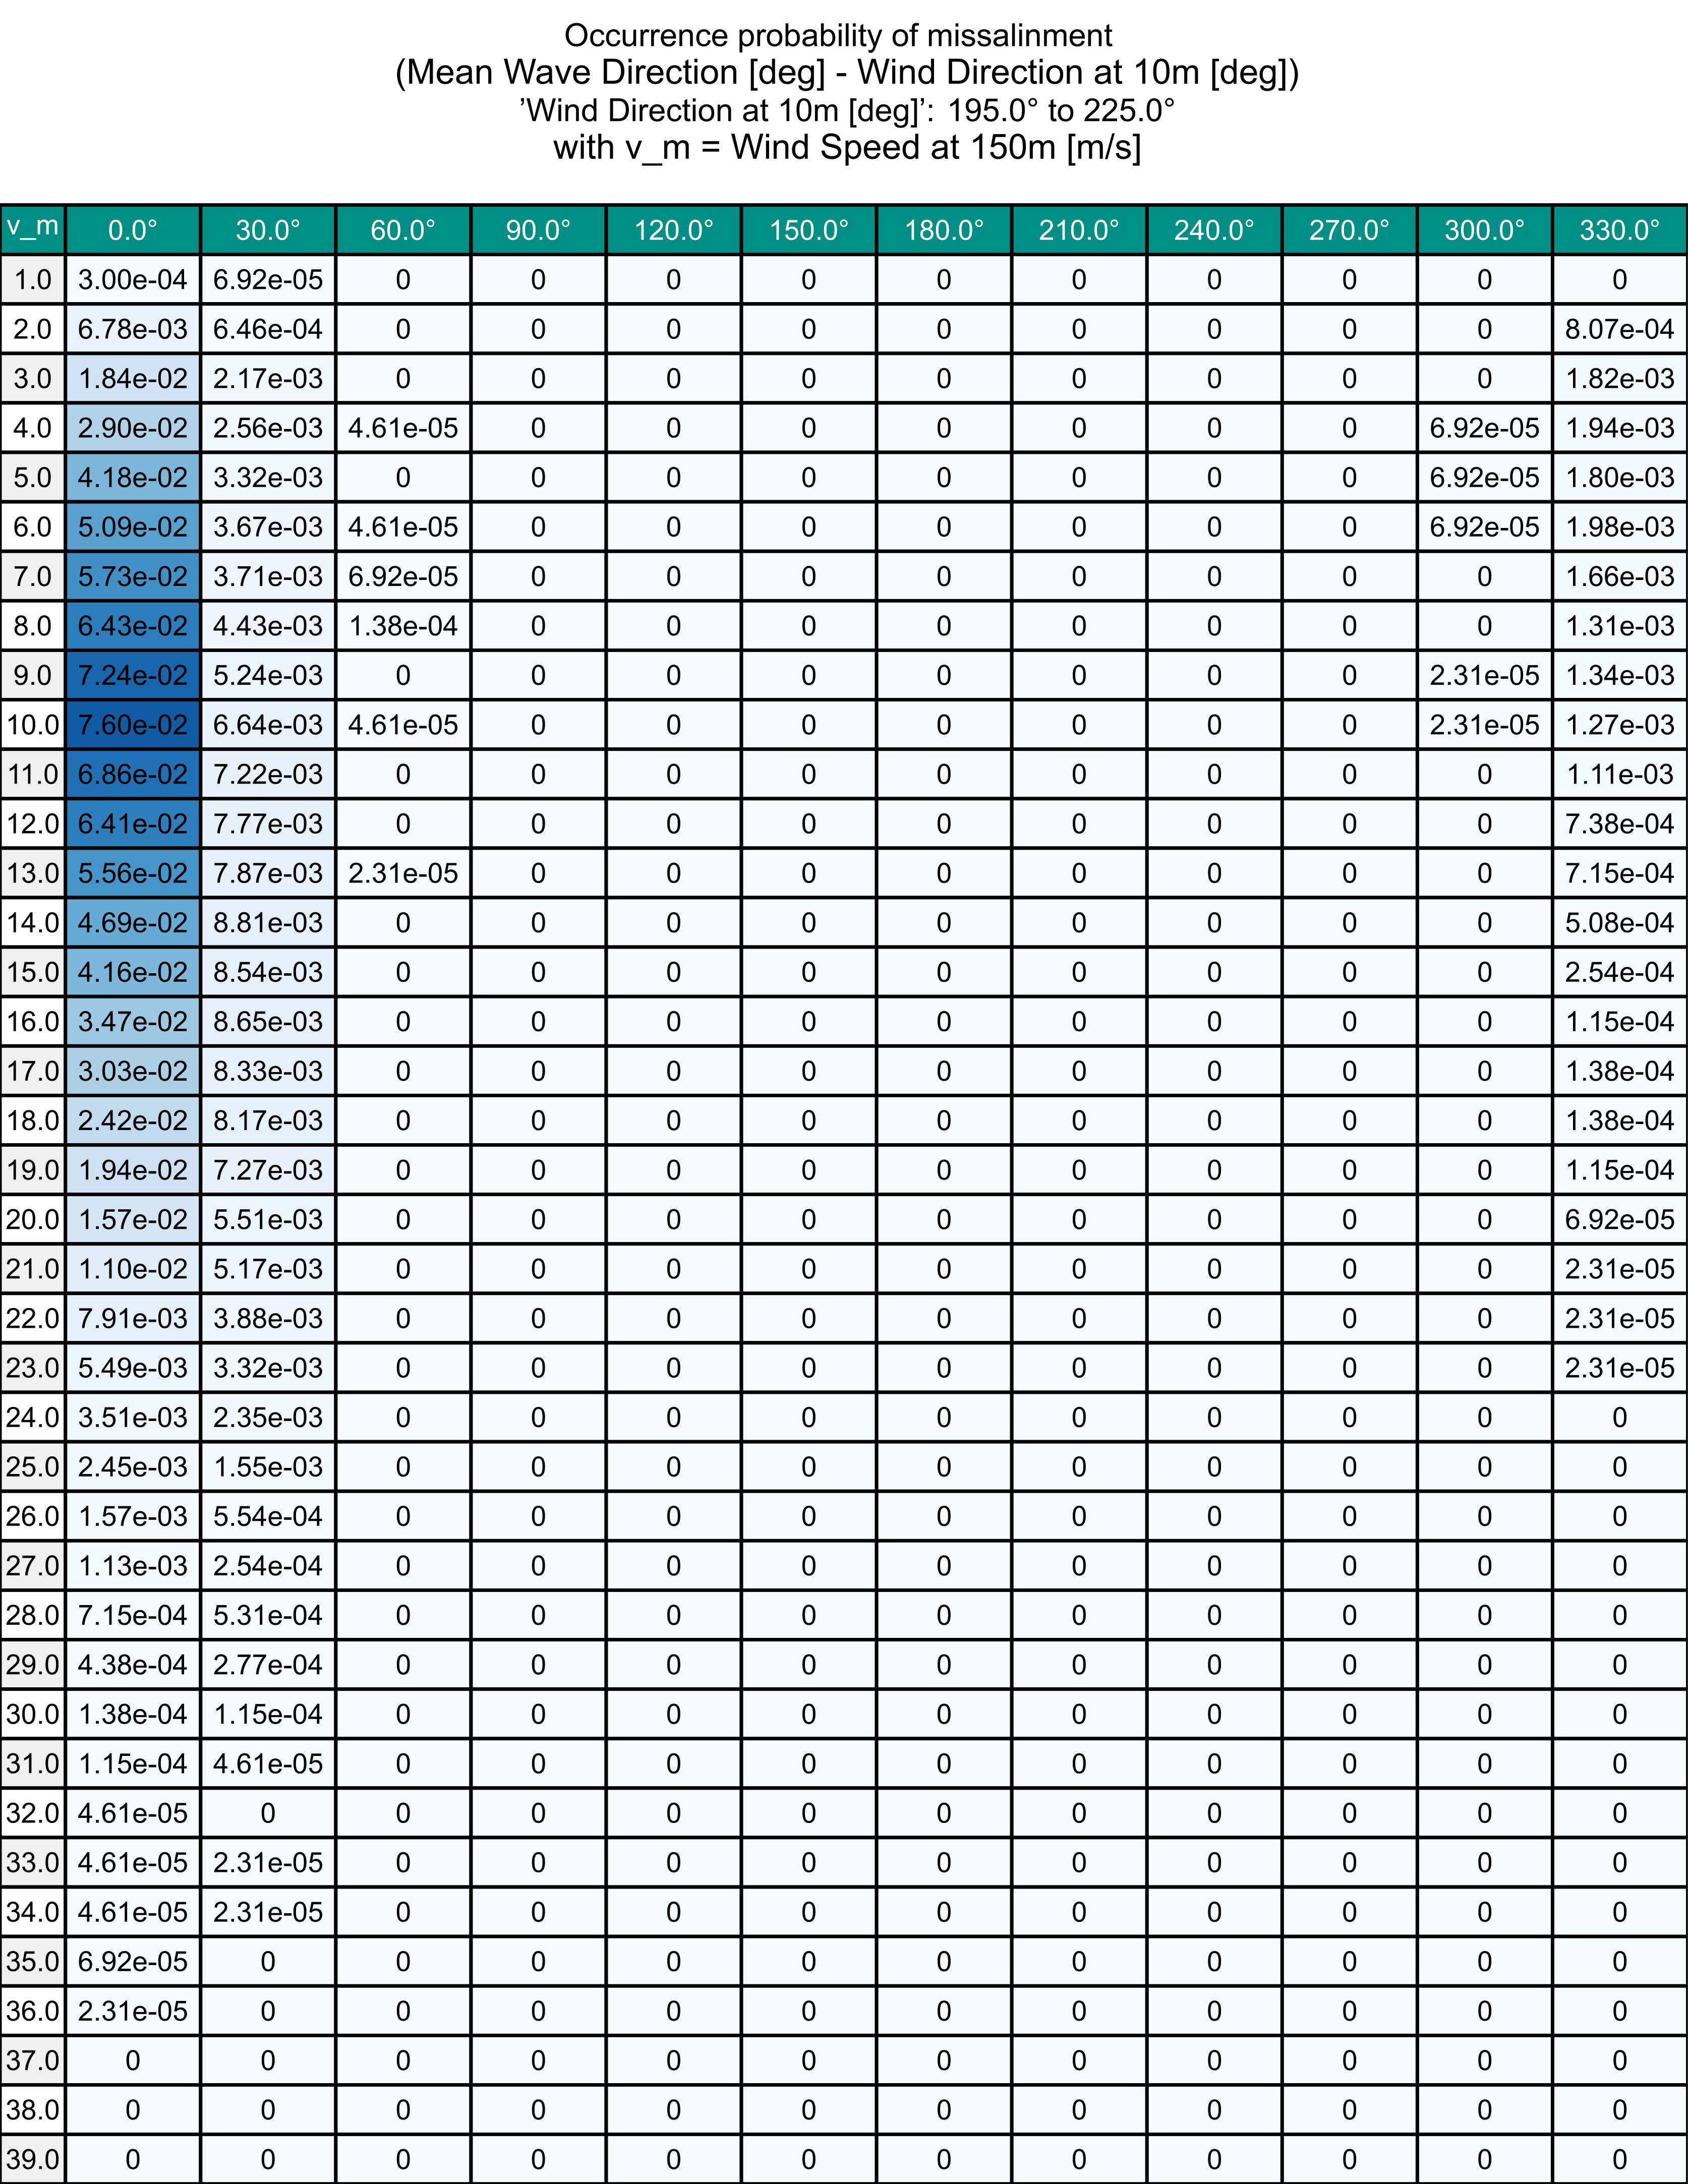 Occurrence probability of missalinment
(Mean Wave Direction [deg] - Wind Direction at 10m [deg])
’Wind Direction at 10m [deg]’: 195.0° to 225.0°
with v_m = Wind Speed at 150m [m/s]
v_m 0.0° 30.0° 60.0° 90.0° 120.0° 150.0° 180.0° 210.0° 240.0° 270.0° 300.0° 330.0°
1.0 3.00e-04 6.92e-05 0 0 0 0 0 0 0 0 0 0
2.0 6.78e-03 6.46e-04 0 0 0 0 0 0 0 0 0 8.07e-04
3.0 1.84e-02 2.17e-03 0 0 0 0 0 0 0 0 0 1.82e-03
4.0 2.90e-02 2.56e-03 4.61e-05 0 0 0 0 0 0 0 6.92e-05 1.94e-03
5.0 4.18e-02 3.32e-03 0 0 0 0 0 0 0 0 6.92e-05 1.80e-03
6.0 5.09e-02 3.67e-03 4.61e-05 0 0 0 0 0 0 0 6.92e-05 1.98e-03
7.0 5.73e-02 3.71e-03 6.92e-05 0 0 0 0 0 0 0 0 1.66e-03
8.0 6.43e-02 4.43e-03 1.38e-04 0 0 0 0 0 0 0 0 1.31e-03
9.0 7.24e-02 5.24e-03 0 0 0 0 0 0 0 0 2.31e-05 1.34e-03
10.0 7.60e-02 6.64e-03 4.61e-05 0 0 0 0 0 0 0 2.31e-05 1.27e-03
11.0 6.86e-02 7.22e-03 0 0 0 0 0 0 0 0 0 1.11e-03
12.0 6.41e-02 7.77e-03 0 0 0 0 0 0 0 0 0 7.38e-04
13.0 5.56e-02 7.87e-03 2.31e-05 0 0 0 0 0 0 0 0 7.15e-04
14.0 4.69e-02 8.81e-03 0 0 0 0 0 0 0 0 0 5.08e-04
15.0 4.16e-02 8.54e-03 0 0 0 0 0 0 0 0 0 2.54e-04
16.0 3.47e-02 8.65e-03 0 0 0 0 0 0 0 0 0 1.15e-04
17.0 3.03e-02 8.33e-03 0 0 0 0 0 0 0 0 0 1.38e-04
18.0 2.42e-02 8.17e-03 0 0 0 0 0 0 0 0 0 1.38e-04
19.0 1.94e-02 7.27e-03 0 0 0 0 0 0 0 0 0 1.15e-04
20.0 1.57e-02 5.51e-03 0 0 0 0 0 0 0 0 0 6.92e-05
21.0 1.10e-02 5.17e-03 0 0 0 0 0 0 0 0 0 2.31e-05
22.0 7.91e-03 3.88e-03 0 0 0 0 0 0 0 0 0 2.31e-05
23.0 5.49e-03 3.32e-03 0 0 0 0 0 0 0 0 0 2.31e-05
24.0 3.51e-03 2.35e-03 0 0 0 0 0 0 0 0 0 0
25.0 2.45e-03 1.55e-03 0 0 0 0 0 0 0 0 0 0
26.0 1.57e-03 5.54e-04 0 0 0 0 0 0 0 0 0 0
27.0 1.13e-03 2.54e-04 0 0 0 0 0 0 0 0 0 0
28.0 7.15e-04 5.31e-04 0 0 0 0 0 0 0 0 0 0
29.0 4.38e-04 2.77e-04 0 0 0 0 0 0 0 0 0 0
30.0 1.38e-04 1.15e-04 0 0 0 0 0 0 0 0 0 0
31.0 1.15e-04 4.61e-05 0 0 0 0 0 0 0 0 0 0
32.0 4.61e-05 0 0 0 0 0 0 0 0 0 0 0
33.0 4.61e-05 2.31e-05 0 0 0 0 0 0 0 0 0 0
34.0 4.61e-05 2.31e-05 0 0 0 0 0 0 0 0 0 0
35.0 6.92e-05 0 0 0 0 0 0 0 0 0 0 0
36.0 2.31e-05 0 0 0 0 0 0 0 0 0 0 0
37.0 0 0 0 0 0 0 0 0 0 0 0 0
38.0 0 0 0 0 0 0 0 0 0 0 0 0
39.0 0 0 0 0 0 0 0 0 0 0 0 0